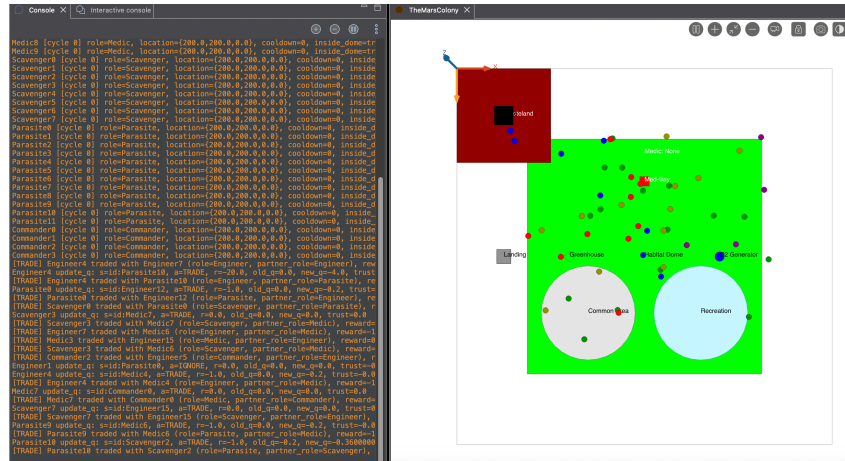 Console
Interactive console
Medic8 [cycle 0] role=Medic, location={200.0,200.0,0.0}, cooldown=0, inside_dome=tr
Medic9 [cycle 0] role=Medic, location={200.0,200.0,0.0}, cooldown=0, inside_dome=tr
Scavenger0 [cycle 0] role=Scavenger, location={200.0,200.0,0.0}, cooldown=0, inside
Scavenger1 [cycle 0] role=Scavenger, location={200.0,200.0,0.0}, cooldown=0, inside
Scavenger2 [cycle 0] role=Scavenger, location={200.0,200.0,0.0}, cooldown=0, inside
Scavenger3 [cycle 0] role=Scavenger, location={200.0,200.0,0.0}, cooldown=0, inside
Scavenger4 [cycle 0] role=Scavenger, location={200.0,200.0,0.0}, cooldown=0, inside
Scavenger5 [cycle 0] role=Scavenger, location={200.0,200.0,0.0}, cooldown=0, inside
Scavenger6 [cycle 0] role=Scavenger, location={200.0,200.0,0.0}, cooldown=0, inside
Scavenger7 [cycle 0] role=Scavenger, location={200.0,200.0,0.0}, cooldown=0, inside
Parasite0 [cycle 0] role=Parasite, location={200.0,200.0,0.0}, cooldown=0, inside_d
Parasite1 [cycle 0] role=Parasite, location={200.0,200.0,0.0}, cooldown=0, inside_d
Parasite2 [cycle 0] role=Parasite, location={200.0,200.0,0.0}, cooldown=0, inside_d
Parasite3 [cycle 0] role=Parasite, location={200.0,200.0,0.0}, cooldown=0, inside_d
Parasite4 [cycle 0] role=Parasite, location={200.0,200.0,0.0}, cooldown=0, inside_d
Parasite5 [cycle 0] role=Parasite, location={200.0,200.0,0.0}, cooldown=0, inside_d
Parasite6 [cycle 0] role=Parasite, location={200.0,200.0,0.0}, cooldown=0, inside_d
Parasite7 [cycle 0] role=Parasite, location={200.0,200.0,0.0}, cooldown=0, inside_d
Parasite8 [cycle 0] role=Parasite, location={200.0,200.0,0.0}, cooldown=0, inside_d
Parasite9 [cycle 0] role=Parasite, location={200.0,200.0,0.0}, cooldown=0, inside_d
Parasite10 [cycle 0] role=Parasite, location={200.0,200.0,0.0}, cooldown=0, inside_
Parasite11 [cycle 0] role=Parasite, location={200.0,200.0,0.0}, cooldown=0, inside_
Commander0 [cycle 0] role=Commander, location={200.0,200.0,0.0}, cooldown=0, inside
Commander1 [cycle 0] role=Commander, location={200.0,200.0,0.0}, cooldown=0, inside
Commander2 [cycle 0] role=Commander, location={200.0,200.0,0.0}, cooldown=0, inside
Commander3 [cycle 0] role=Commander, location={200.0,200.0,0.0}, cooldown=0, inside
[TRADE] Engineer4 traded with Engineer7 (role=Engineer, partner_role=Engineer), rew
Engineer4 update_q: s=id:Parasite10, a=TRADE, r=-20.0, old_q=0.0, new_q=-4.0, trust
[TRADE] Engineer4 traded with Parasite10 (role=Engineer, partner_role=Parasite), re
Parasite0 update_q: s=id:Engineer12, a=TRADE, r=-1.0, old_q=0.0, new_q=-0.2, trust=
[TRADE] Parasite0 traded with Engineer12 (role=Parasite, partner_role=Engineer), re
[TRADE] Scavenger0 traded with Parasite0 (role=Scavenger, partner_role=Parasite), r
Scavenger3 update_q: s=id:Medic7, a=TRADE, r=0.0, old_q=0.0, new_q=0.0, trust=0.0
[TRADE] Scavenger3 traded with Medic7 (role=Scavenger, partner_role=Medic), reward=
[TRADE] Engineer7 traded with Medic6 (role=Engineer, partner_role=Medic), reward=-1
[TRADE] Medic3 traded with Engineer15 (role=Medic, partner_role=Engineer), reward=0
[TRADE] Scavenger3 traded with Medic6 (role=Scavenger, partner_role=Medic), reward=
[TRADE] Commander2 traded with Engineer5 (role=Commander, partner_role=Engineer), r
Engineer1 update_q: s=id:Parasite0, a=IGNORE, r=0.0, old_q=0.0, new_q=0.0, trust=-0
Engineer4 update_q: s=id:Medic4, a=TRADE, r=-1.0, old_q=0.0, new_q=-0.2, trust=-0.0
[TRADE] Engineer4 traded with Medic4 (role=Engineer, partner_role=Medic), reward=-1
Medic7 update_q: s=id:Commander0, a=TRADE, r=0.0, old_q=0.0, new_q=0.0, trust=0.0
[TRADE] Medic7 traded with Commander0 (role=Medic, partner_role=Commander), reward=
Scavenger7 update_q: s=id:Engineer15, a=TRADE, r=0.0, old_q=0.0, new_q=0.0, trust=0
[TRADE] Scavenger7 traded with Engineer15 (role=Scavenger, partner_role=Engineer),
Parasite9 update_q: s=id:Medic6, a=TRADE, r=-1.0, old_q=0.0, new_q=-0.2, trust=-0.0
[TRADE] Parasite9 traded with Medic6 (role=Parasite, partner_role=Medic), reward=-1
Parasite10 update_q: s=id:Scavenger2, a=TRADE, r=-1.0, old_q=-0.2, new_q=-0.3600000
[TRADE] Parasite10 traded with Scavenger2 (role=Parasite, partner_role=Scavenger),
TheMarsColony
Z
X
Medic: None
Med-Bay
Landing
Greenhouse
Habitat Dome
Generator
Recreation